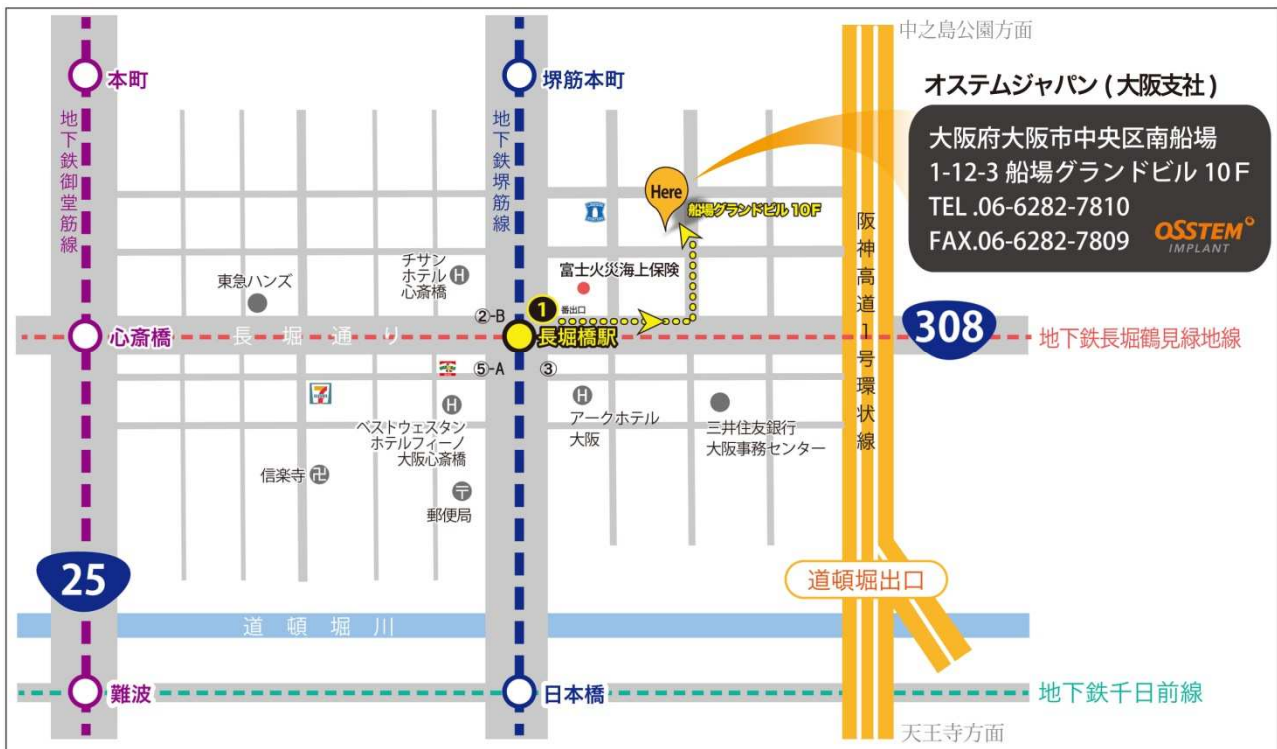 中之島公園方面
オステムジャパン ( 大阪支社 )
大阪府大阪市中央区南船場
1-12-3 船場グランドビル 10F
TEL .06-6282-7810
FAX.06-6282-7809
OSSTEM
IMPLANT
本町
堺筋本町
地下鉄御堂筋線
地下鉄堺筋線
Here
船場グランドビル 10F
阪神高道1号環状線
チサン
ホテル
心斎橋
H
東急ハンズ
富士火災海上保険
②-B
1
番出口
心斎橋
長堀通り
長堀橋駅
308
地下鉄長堀鶴見緑地線
⑤-A
③
7
H
ベストウェスタン
ホテルフィーノ
大阪心斎橋
H
アークホテル
大阪
三井住友銀行
大阪事務センター
信楽寺
卍
〒
郵便局
25
道頓堀出口
道頓堀川
難波
日本橋
地下鉄千日前線
天王寺方面